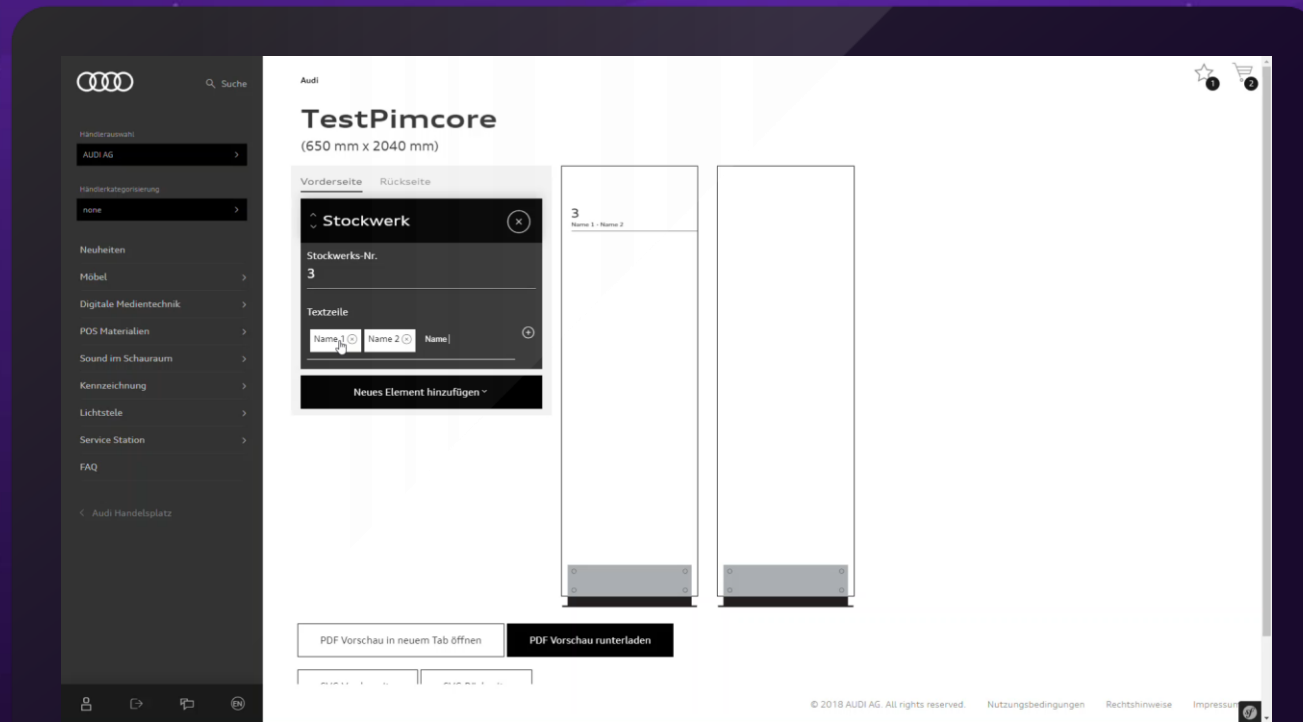 Suche
Händlerauswahl
AUDI AG
Händlerkategorisierung
none
Neuheiten
Möbel
Digitale Medientechnik
POS Materialien
Sound im Schauraum
Kennzeichnung
Lichtstele
Service Station
FAQ
Audi Handelsplatz
EN
Audi
1
2
TestPimcore
(650 mm x 2040 mm)
Vorderseite Rückseite
Stockwerk
Stockwerks-Nr.
3
Textzeile
Name 1 Name 2 Name
Neues Element hinzufügen
3
Name 1 - Name 2
PDF Vorschau in neuem Tab öffnen
PDF Vorschau runterladen
© 2018 AUDI AG. All rights reserved. Nutzungsbedingungen Rechtshinweise
sf